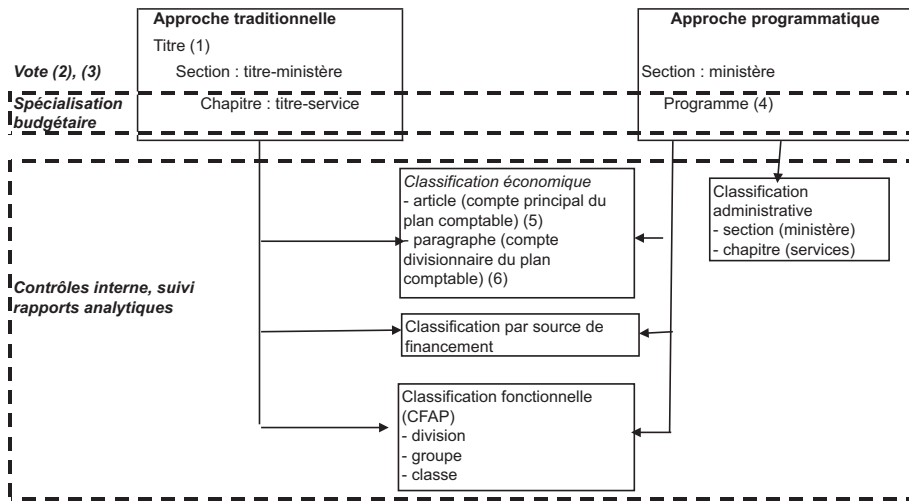 Approche traditionnelle
Titre (1)
Section : titre-ministère
Chapitre : titre-service
Approche programmatique
Section : ministère
Programme (4)
Vote (2), (3)
Spécialisation
budgétaire
Classification économique
- article (compte principal du
plan comptable) (5)
- paragraphe (compte
divisionnaire du plan
comptable) (6)
Classification
administrative
- section (ministère)
- chapitre (services)
Contrôles interne, suivi
rapports analytiques
Classification par source de
financement
Classification fonctionnelle
(CFAP)
- division
- groupe
- classe